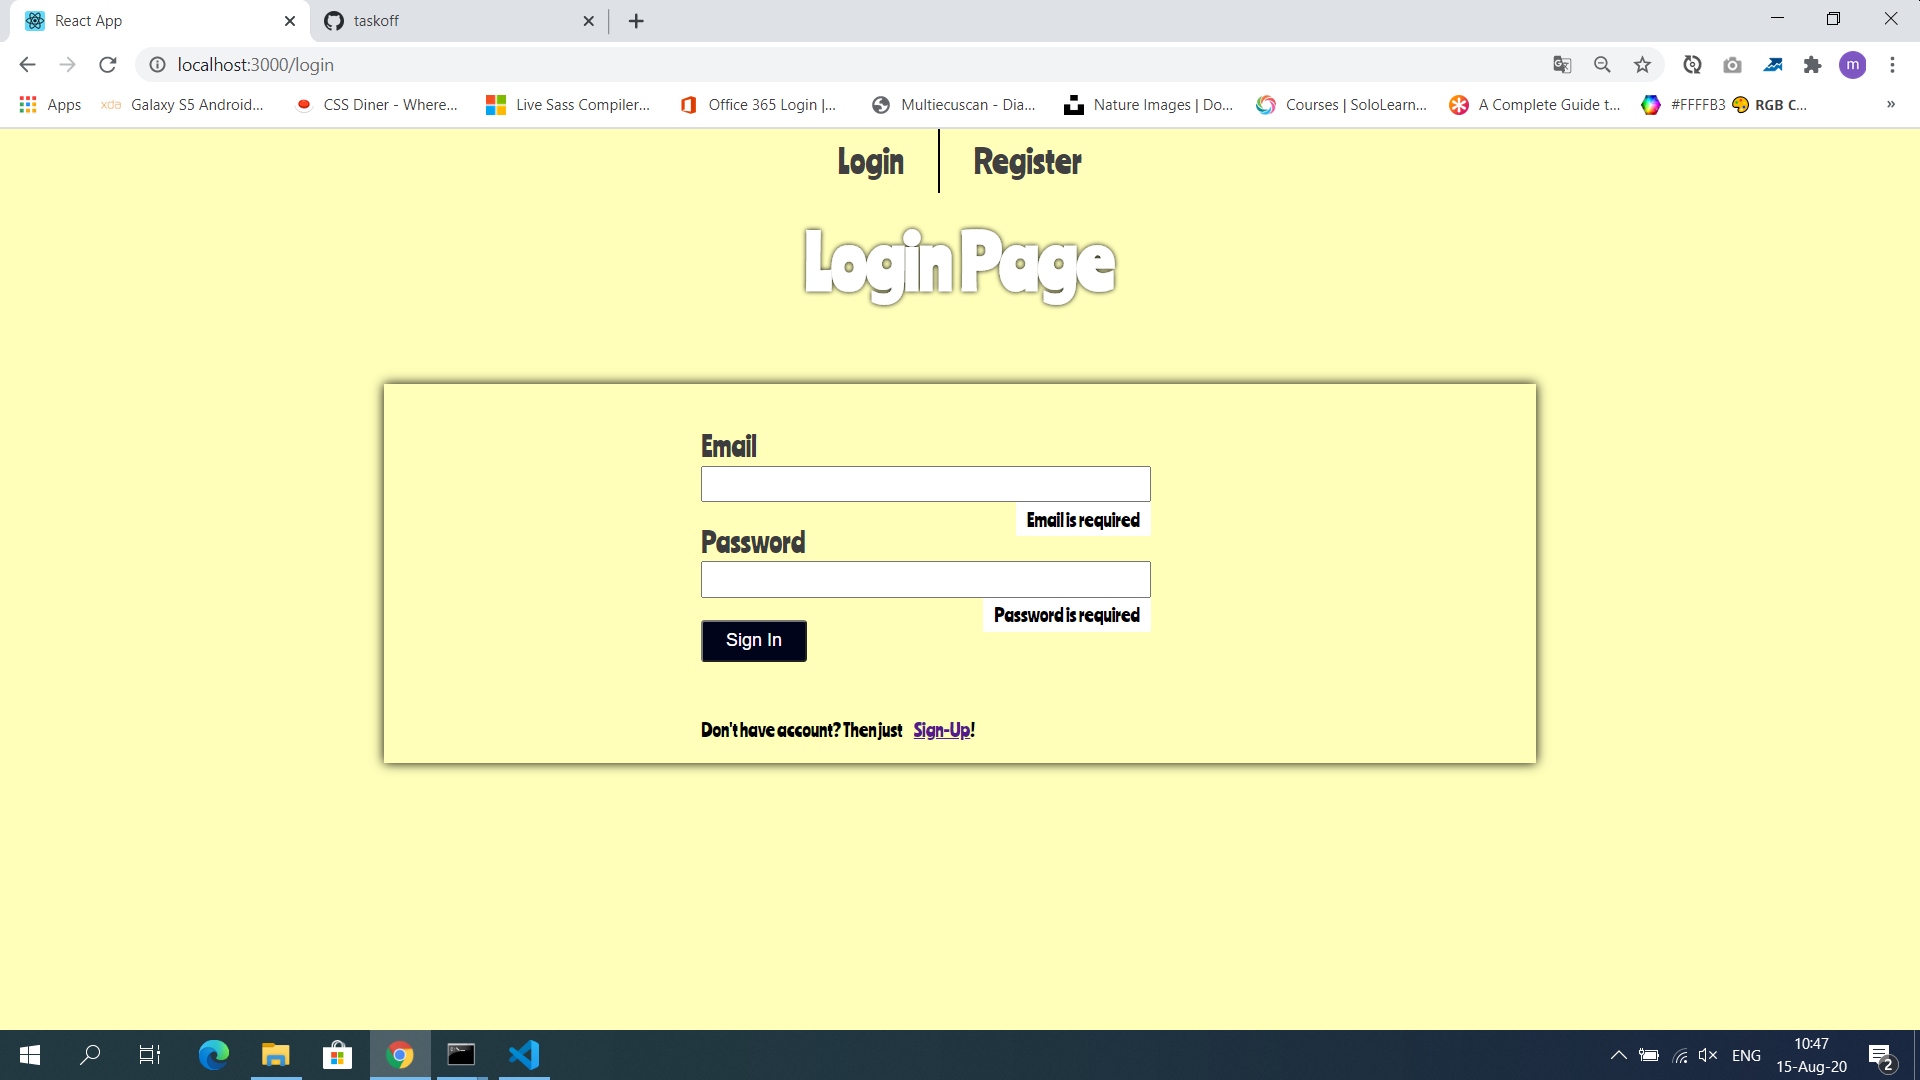 React App
taskoff
localhost:3000/login
m
Apps
xda Galaxy S5 Android...
CSS Diner - Where...
Live Sass Compiler...
Office 365 Login |...
Multiecuscan - Dia...
Nature Images | Do...
Courses | SoloLearn...
A Complete Guide t...
#FFFFB3 🎨 RGB C...
»
Login
Register
Login Page
Email
Email is required
Password
Password is required
Sign In
Don't have account? Then just Sign-Up!
ENG
10:47
15-Aug-20
2